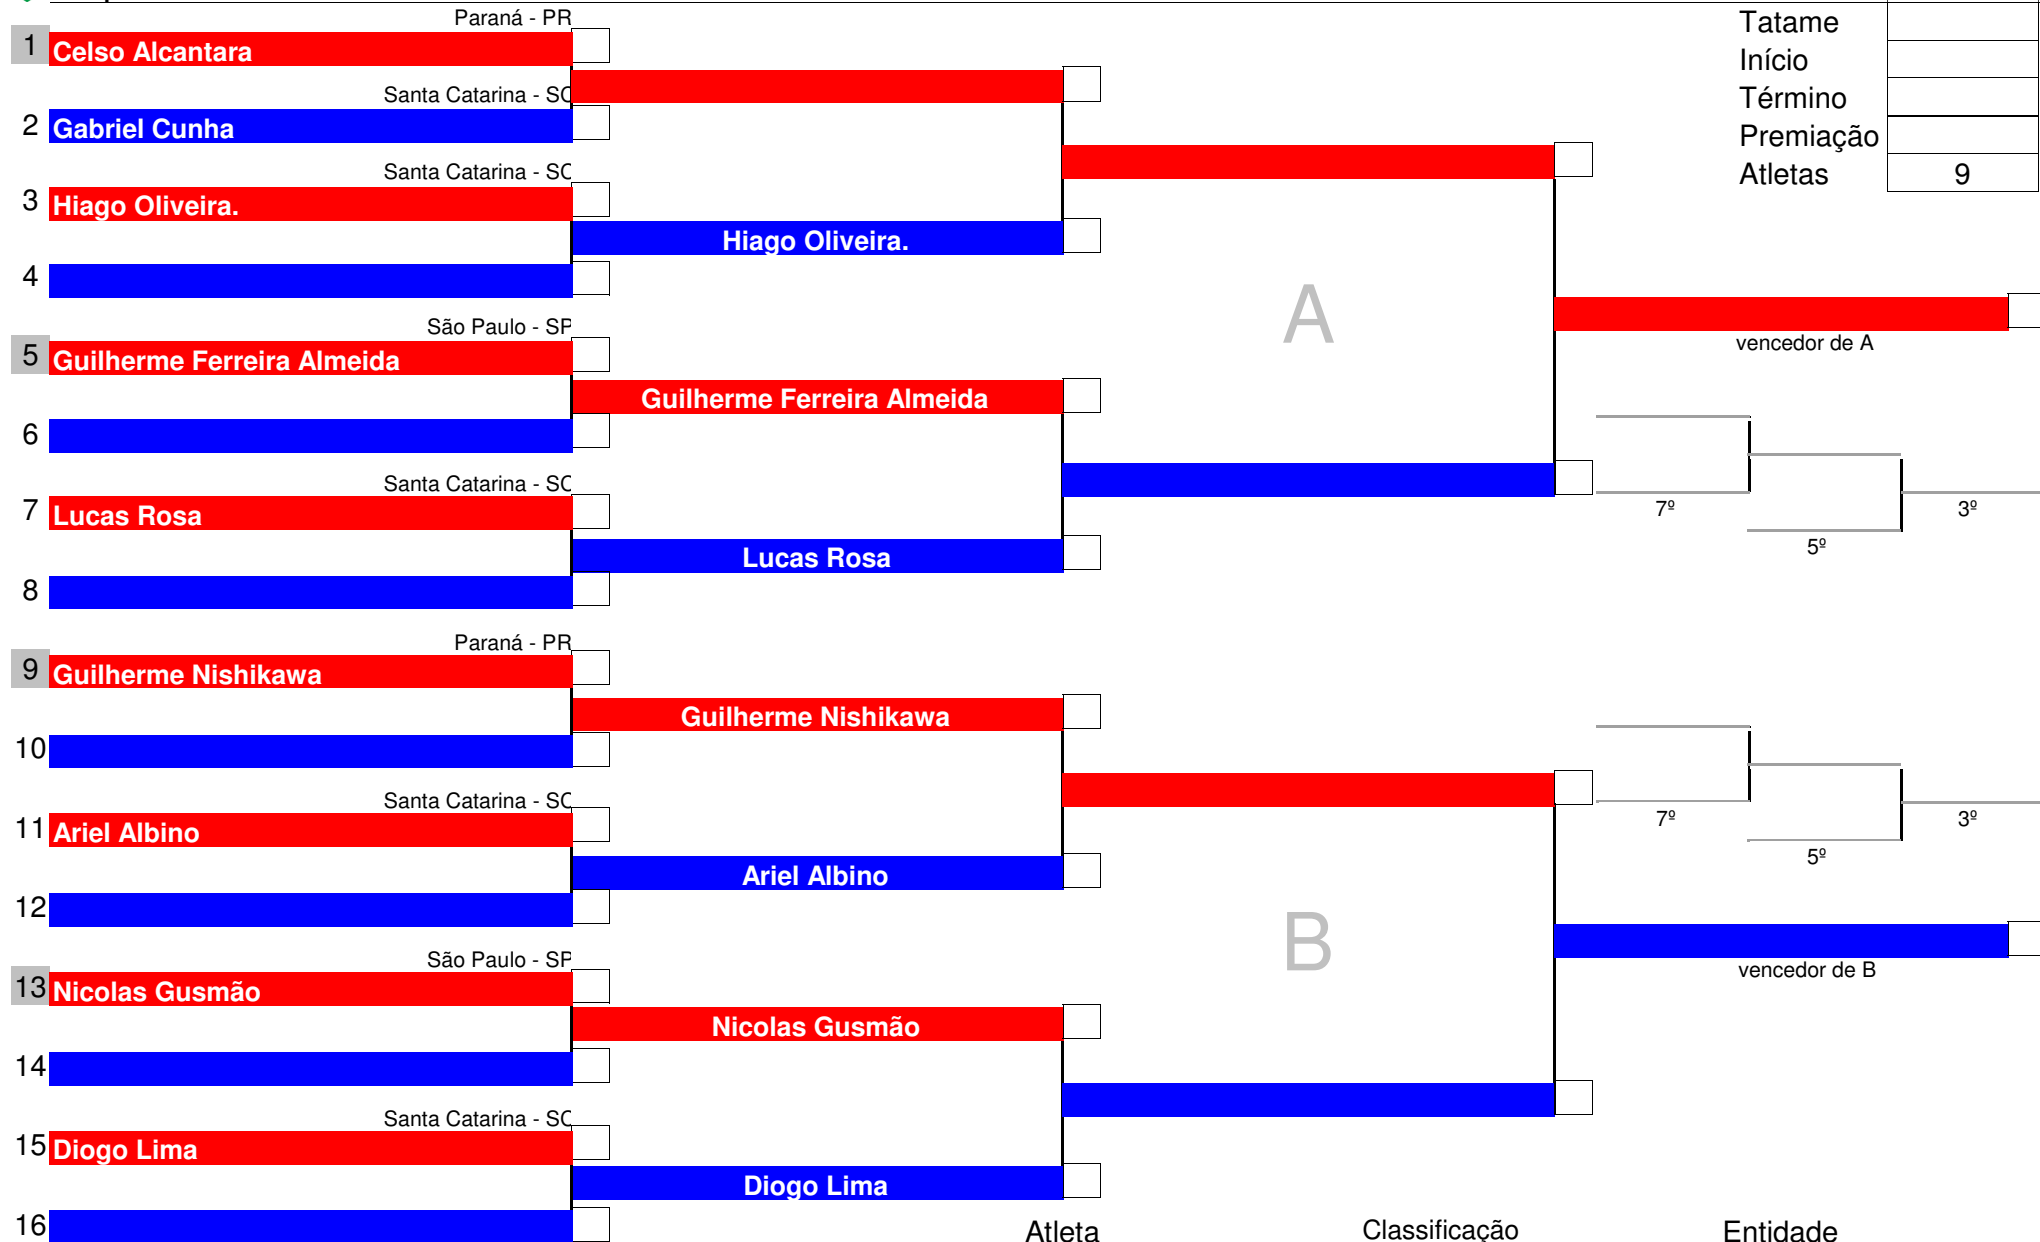 Paraná - PR
Tatame
1 Celso Alcantara
Início
Santa Catarina - SC
Término
2 Gabriel Cunha
Premiação
Santa Catarina - SC
Atletas 9
3 Hiago Oliveira.
Hiago Oliveira.
4
A
São Paulo - SP
vencedor de A
5 Guilherme Ferreira Almeida
Guilherme Ferreira Almeida
6
Santa Catarina - SC
7 Lucas Rosa
7º 3º
5º
Lucas Rosa
8
Paraná - PR
9 Guilherme Nishikawa
Guilherme Nishikawa
10
Santa Catarina - SC
7º 3º
11 Ariel Albino
5º
Ariel Albino
12
B
São Paulo - SP
vencedor de B
13 Nicolas Gusmão
Nicolas Gusmão
14
Santa Catarina - SC
15 Diogo Lima
Diogo Lima
16
Atleta Classificação Entidade